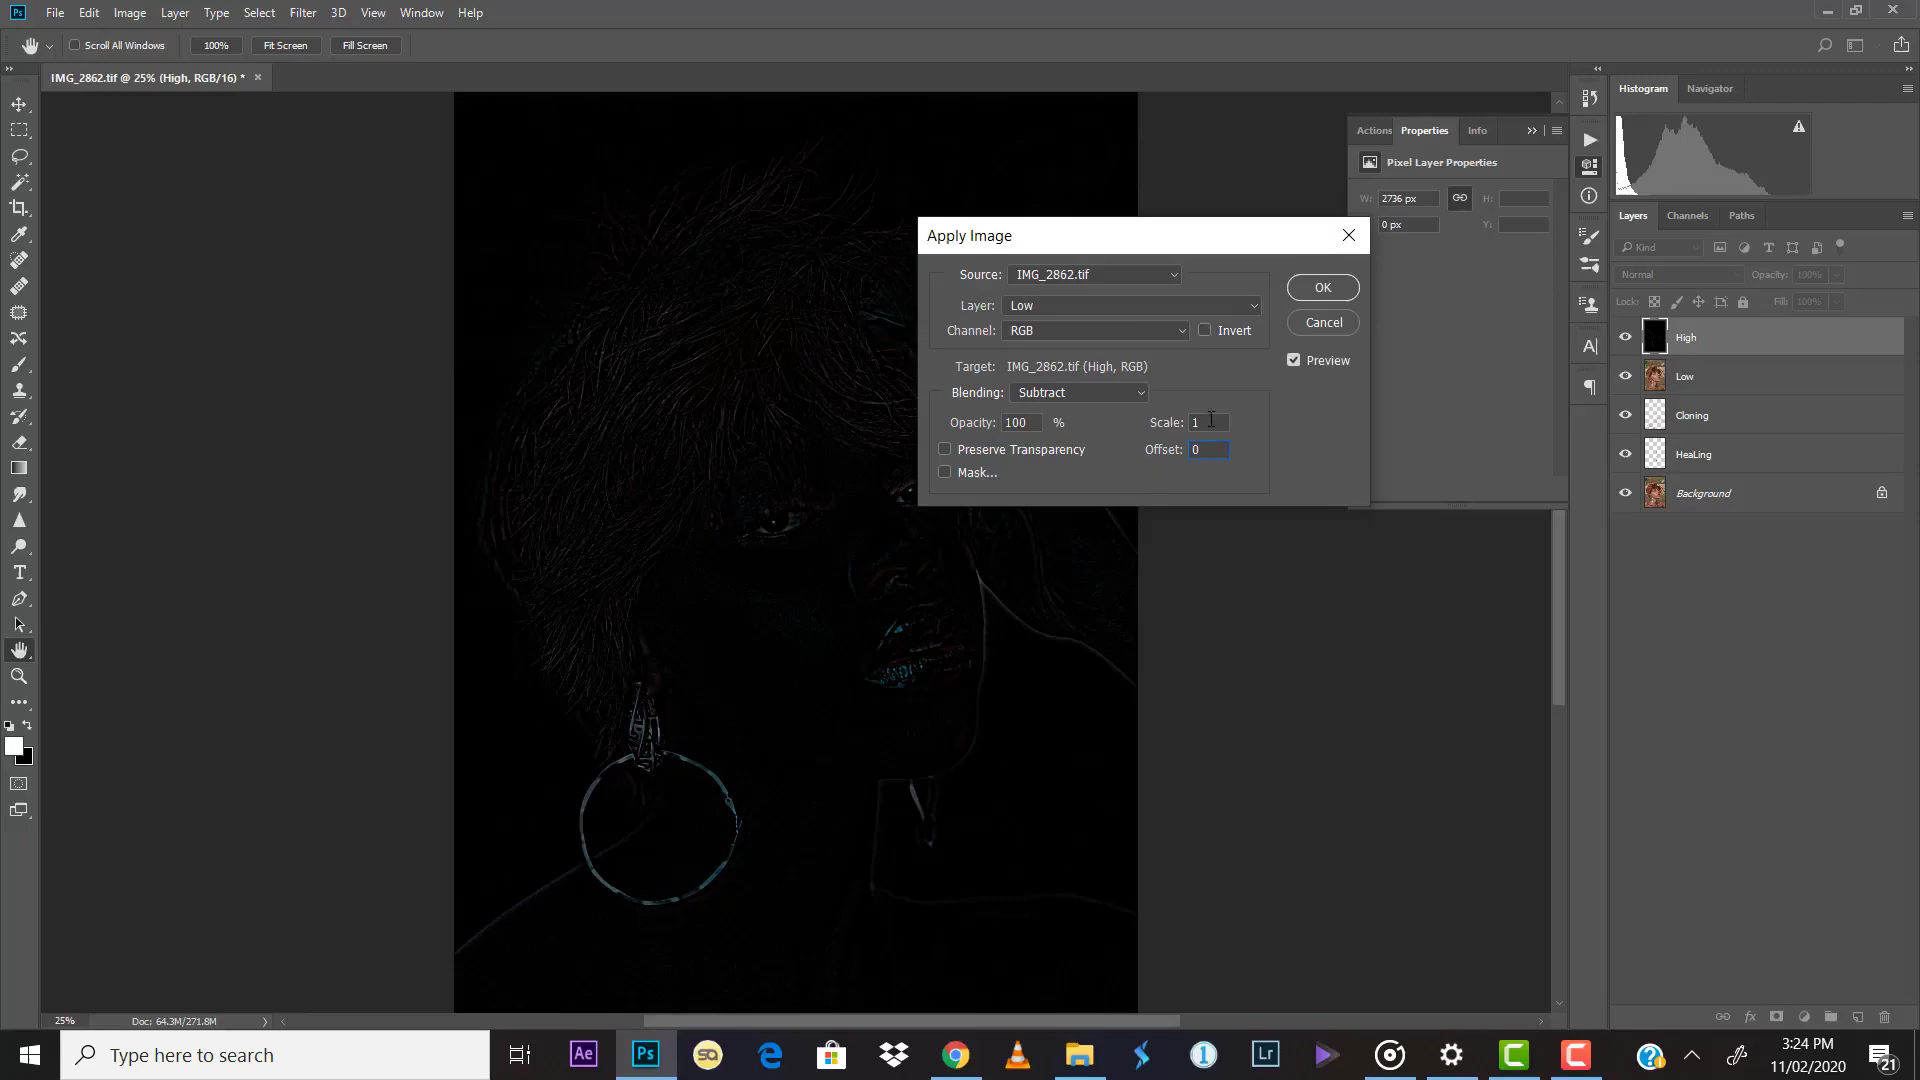 Ps File Edit Image Layer Type Select Filter 3D View Window Help
Scroll All Windows 100% Fit Screen Fill Screen
IMG_2862.tif @ 25% (High, RGB/16) * ×
Histogram Navigator
Actions Properties Info
Pixel Layer Properties
W: 2736 px H:
0 px Y:
Layers Channels Paths
Kind
Normal Opacity: 100%
Lock: Fill: 100%
High
Low
Cloning
HeaLing
Background
Apply Image
Source: IMG_2862.tif
Layer: Low
Channel: RGB Invert
Target: IMG_2862.tif (High, RGB)
Blending: Subtract
Opacity: 100 % Scale: 1
Preserve Transparency Offset: 0
Mask...
OK
Cancel
Preview
25% Doc: 64.3M/271.8M
Type here to search
Ae Ps Lr
3:24 PM
11/02/2020
21